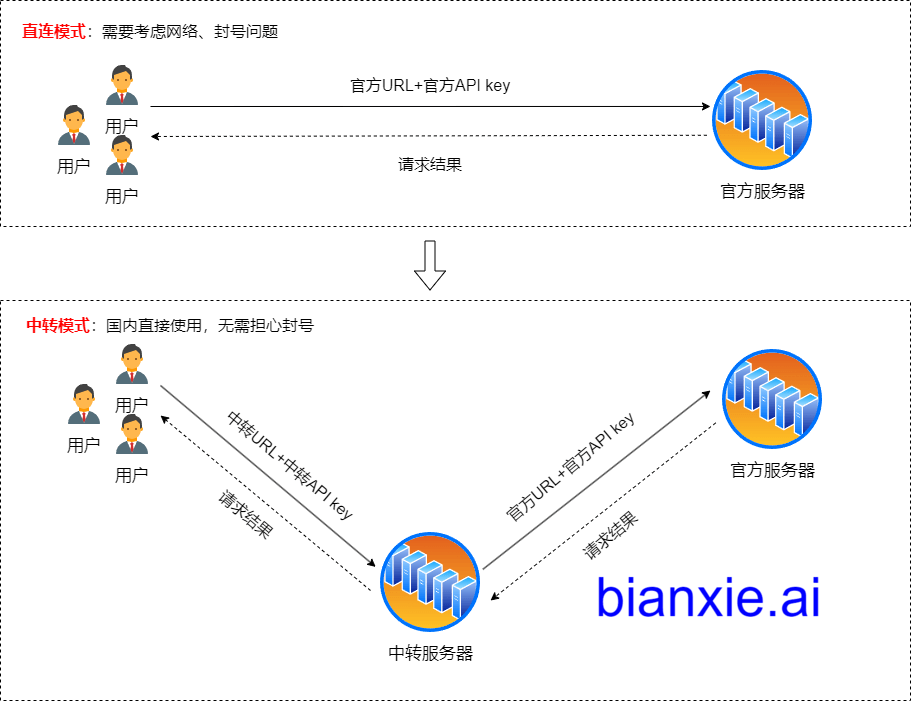 直连模式：需要考虑网络、封号问题
官方URL+官方API key
用户
用户
请求结果
用户
官方服务器
中转模式：国内直接使用，无需担心封号
用户
用户
用户
中转URL+中转API key
请求结果
官方URL+官方API key
请求结果
官方服务器
bianxie.ai
中转服务器